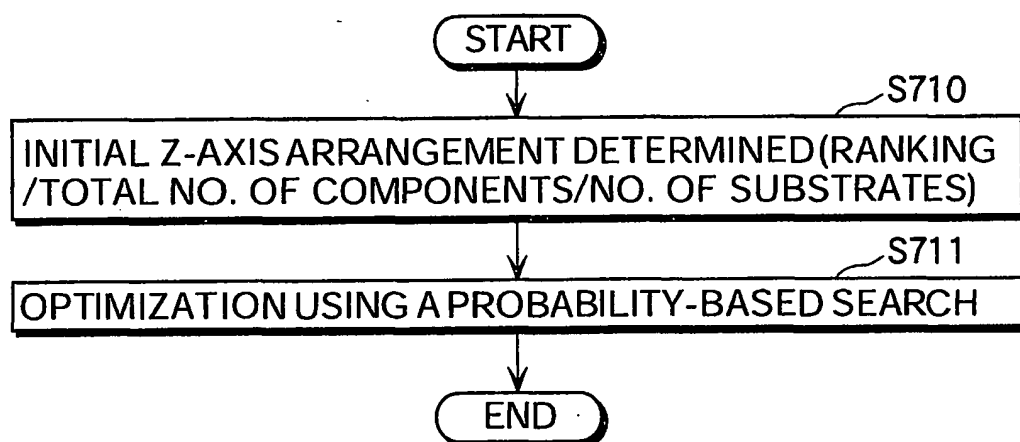 START
S710
INITIAL Z-AXIS ARRANGEMENT DETERMINED (RANKING
/TOTAL NO. OF COMPONENTS/NO. OF SUBSTRATES)
S711
OPTIMIZATION USING A PROBABILITY-BASED SEARCH
END